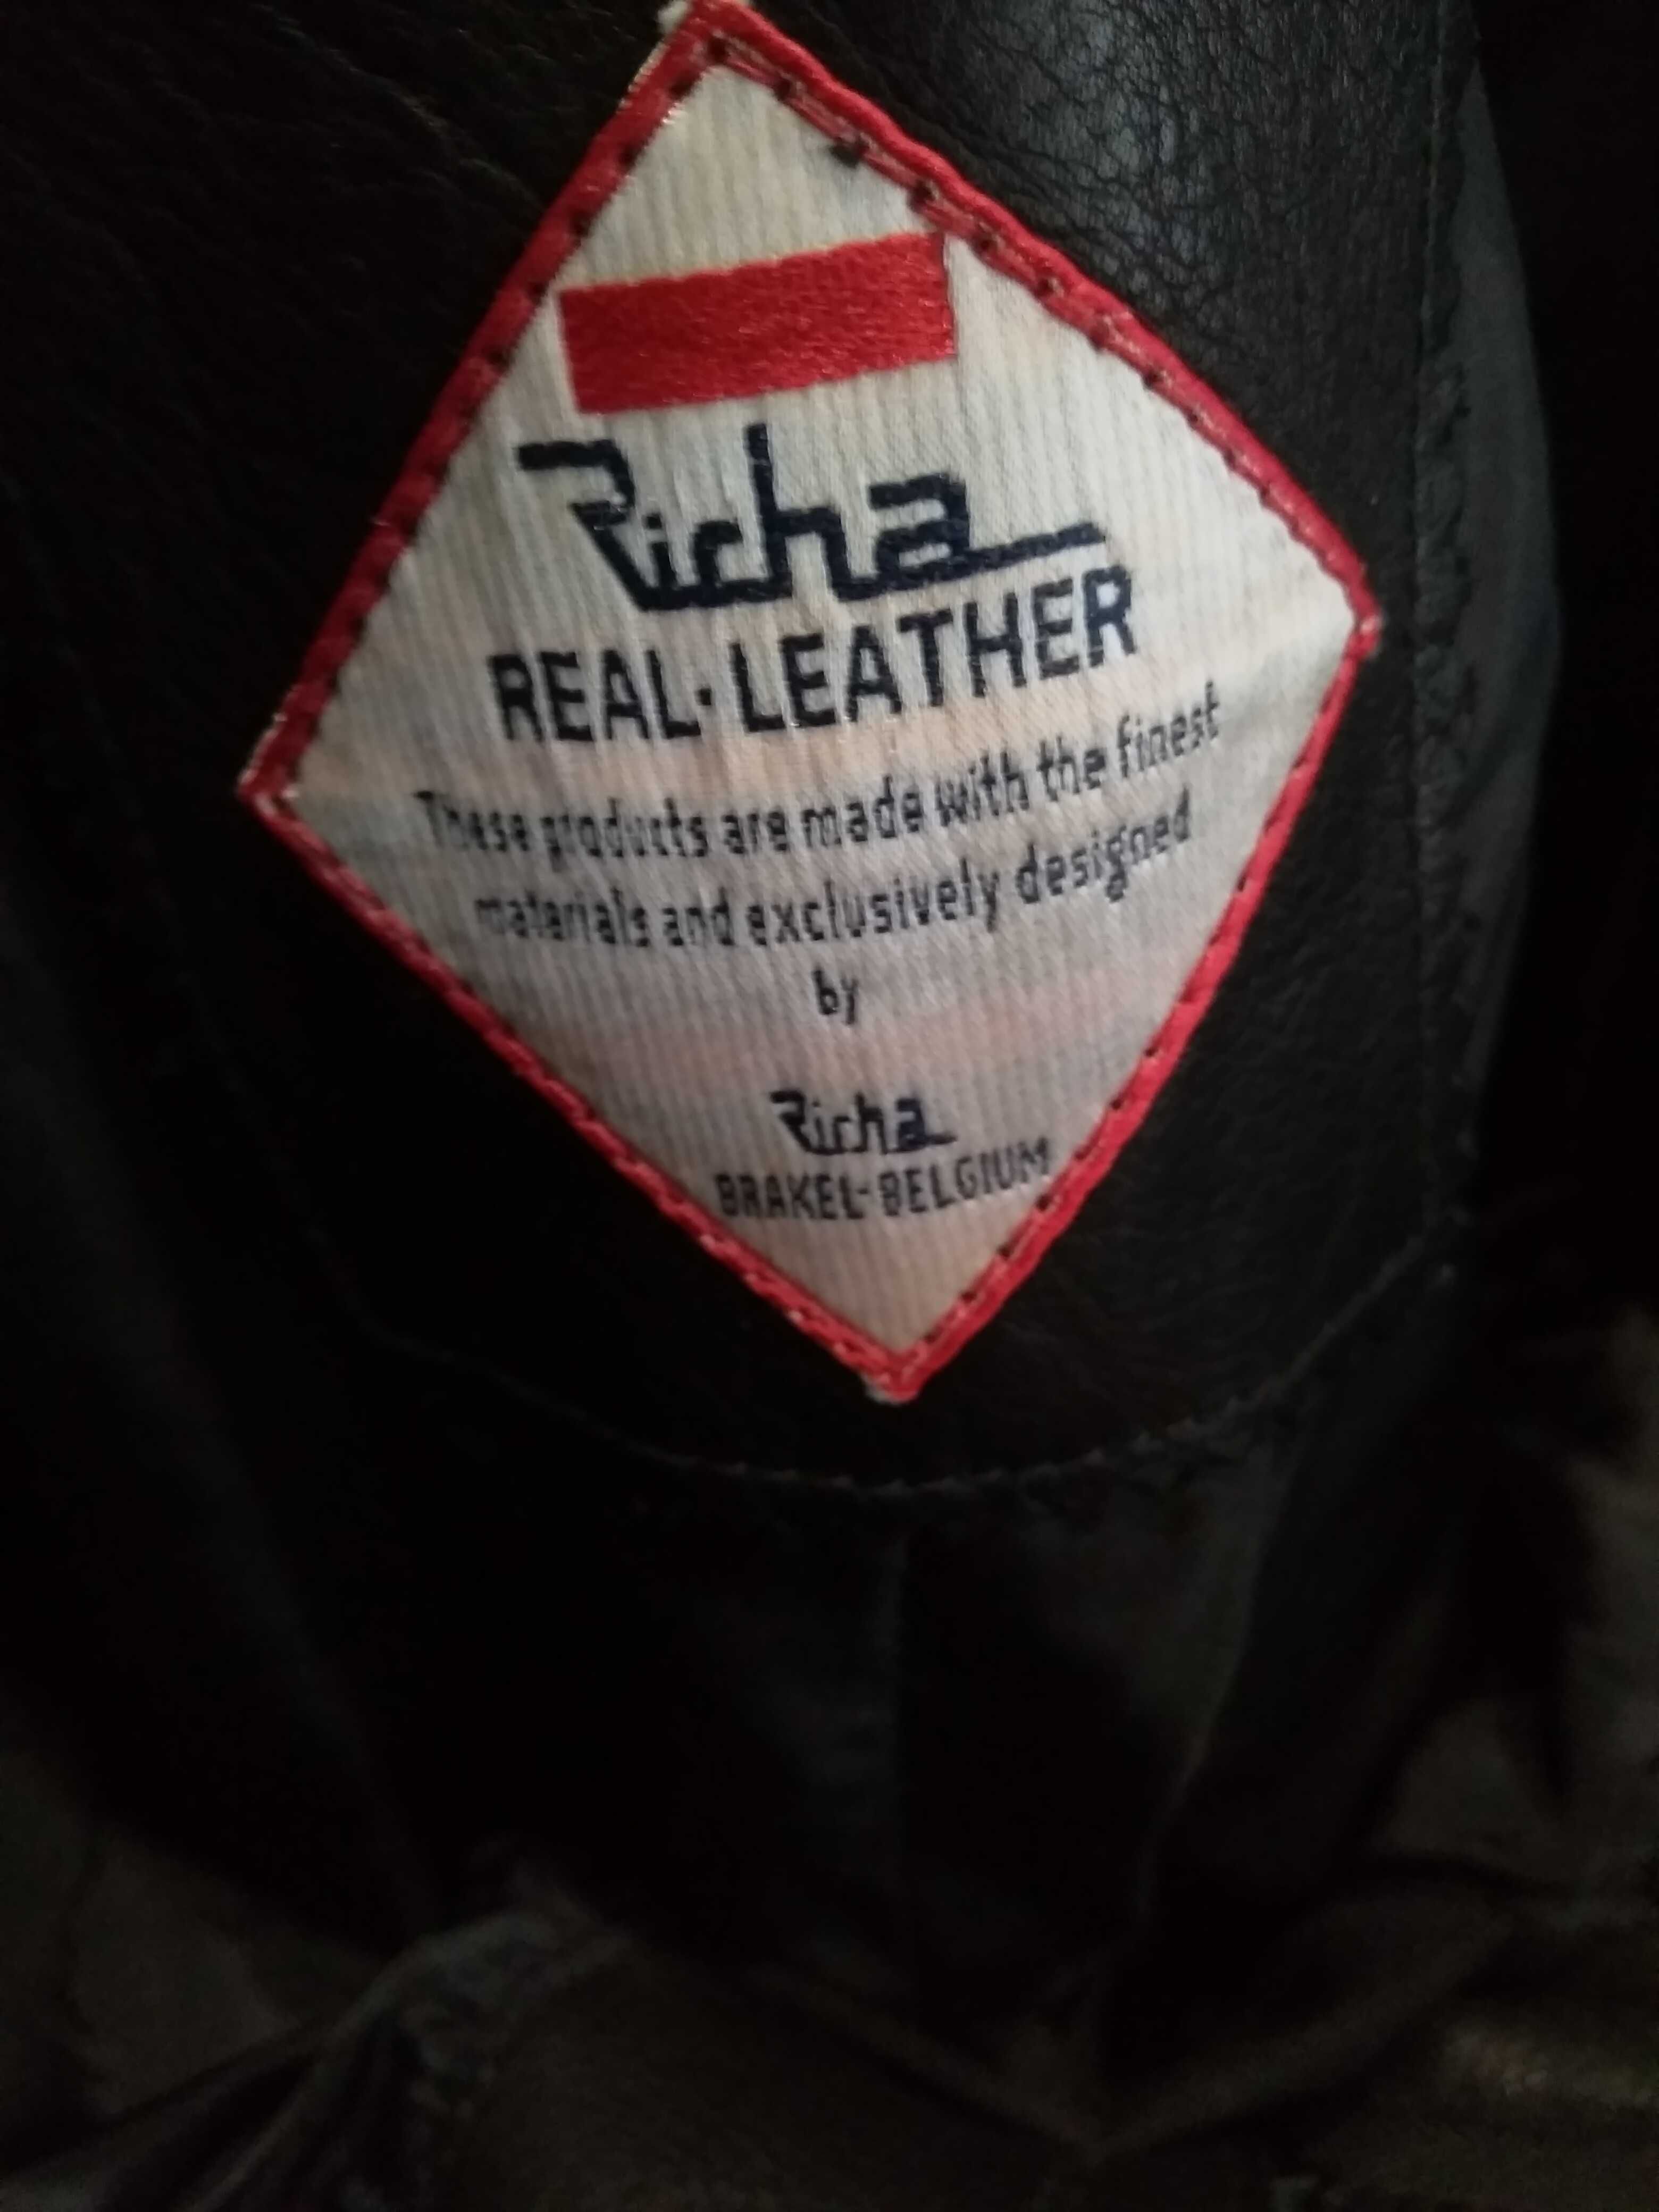 Richa
REAL·LEATHER
These products are made with the finest
materials and exclusively designed
by
Richa
BRAKEL-BELGIUM